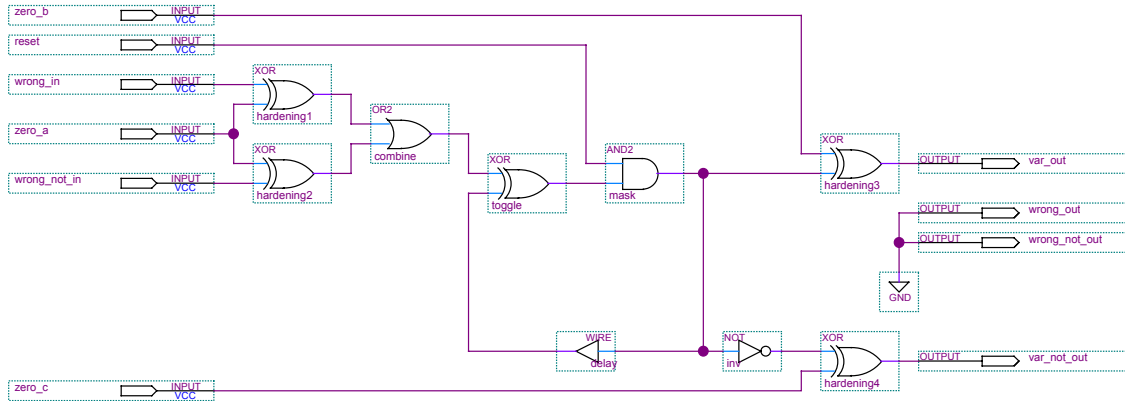 zero_b
INPUT
VCC
reset
INPUT
VCC
wrong_in
INPUT
VCC
zero_a
INPUT
VCC
wrong_not_in
INPUT
VCC
XOR
hardening1
XOR
hardening2
OR2
combine
XOR
toggle
AND2
mask
XOR
hardening3
OUTPUT
var_out
OUTPUT
wrong_out
OUTPUT
wrong_not_out
GND
WIRE
delay
NOT
inv
XOR
hardening4
OUTPUT
var_not_out
zero_c
INPUT
VCC